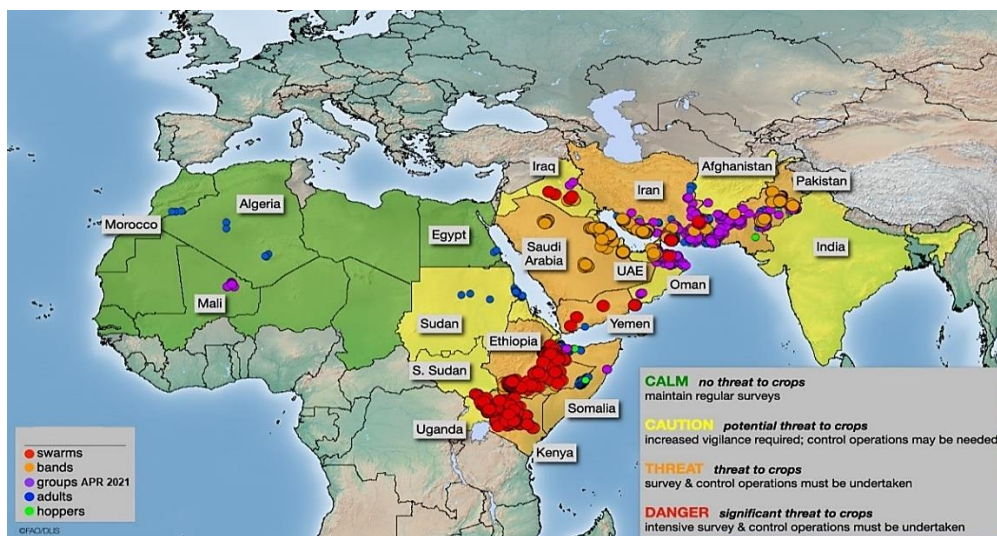 Iraq
Afghanistan
Iran
Pakistan
Algeria
Morocco
Egypt
Saudi
Arabia
India
UAE
Oman
Mali
Sudan
Yemen
Ethiopia
S. Sudan
Somalia
Uganda
Kenya
swarms
bands
groups APR 2021
adults
hoppers
©FAO/DLIS
CALM no threat to crops
maintain regular surveys
CAUTION potential threat to crops
increased vigilance required; control operations may be needed
THREAT threat to crops
survey & control operations must be undertaken
DANGER significant threat to crops
intensive survey & control operations must be undertaken